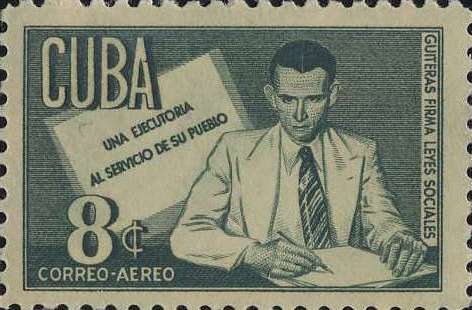 CUBA
UNA EJECUTORIA
AL SERVICIO DE SU PUEBLO
8¢
CORREO-AEREO
GUITERAS FIRMA LEYES SOCIALES